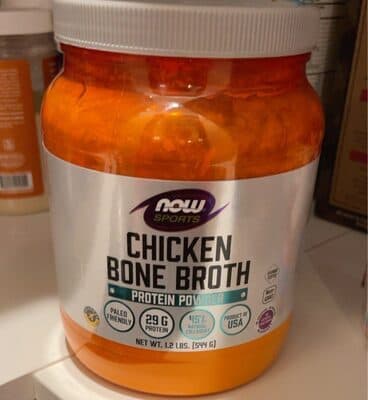 NOW
SPORTS
CHICKEN
BONE BROTH
PROTEIN POWDER
PALEO
FRIENDLY
29 G
PROTEIN
PRODUCT OF
USA
NET WT. 1.2 LBS. (544 G)